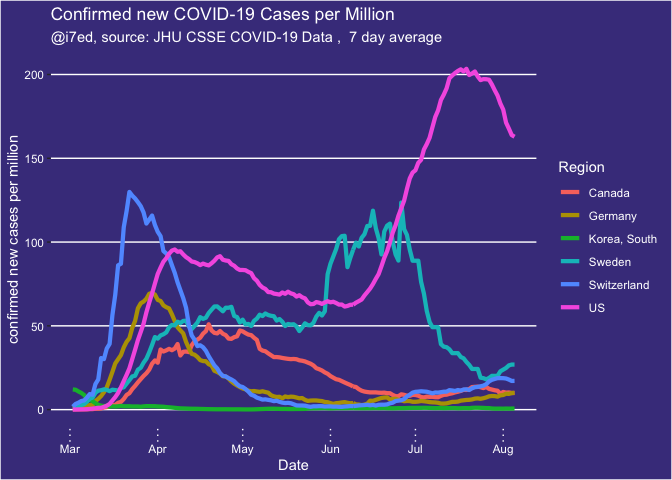 Confirmed new COVID-19 Cases per Million
@i7ed, source: JHU CSSE COVID-19 Data , 7 day average
confirmed new cases per million
200
150
100
50
0
Mar
Apr
May
Jun
Jul
Aug
Date
Region
Canada
Germany
Korea, South
Sweden
Switzerland
US